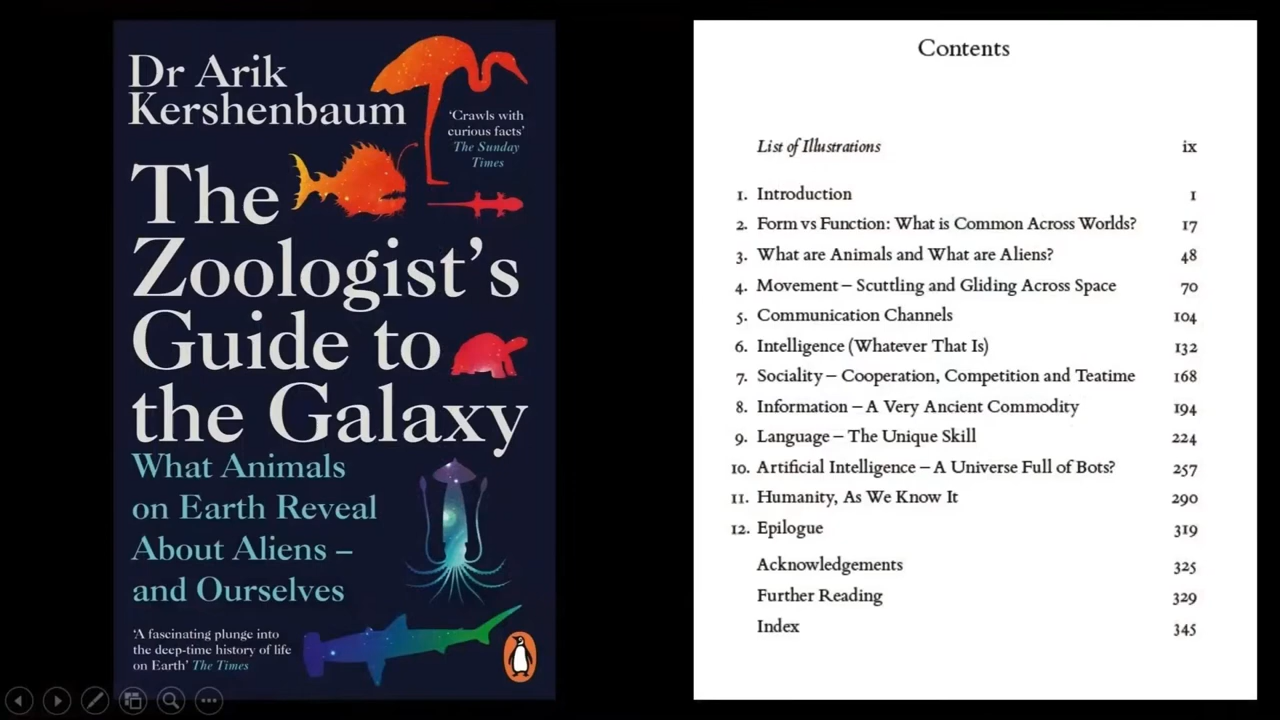 Dr Arik
Kershenbaum
'Crawls with
curious facts'
The Sunday
Times
The
Zoologist's
Guide to
the Galaxy
What Animals
on Earth Reveal
About Aliens –
and Ourselves
'A fascinating plunge into
the deep-time history of life
on Earth' The Times
Contents
List of Illustrations ix
1. Introduction 1
2. Form vs Function: What is Common Across Worlds? 17
3. What are Animals and What are Aliens? 48
4. Movement – Scuttling and Gliding Across Space 70
5. Communication Channels 104
6. Intelligence (Whatever That Is) 132
7. Sociality – Cooperation, Competition and Teatime 168
8. Information – A Very Ancient Commodity 194
9. Language – The Unique Skill 224
10. Artificial Intelligence – A Universe Full of Bots? 257
11. Humanity, As We Know It 290
12. Epilogue 319
Acknowledgements 325
Further Reading 329
Index 345